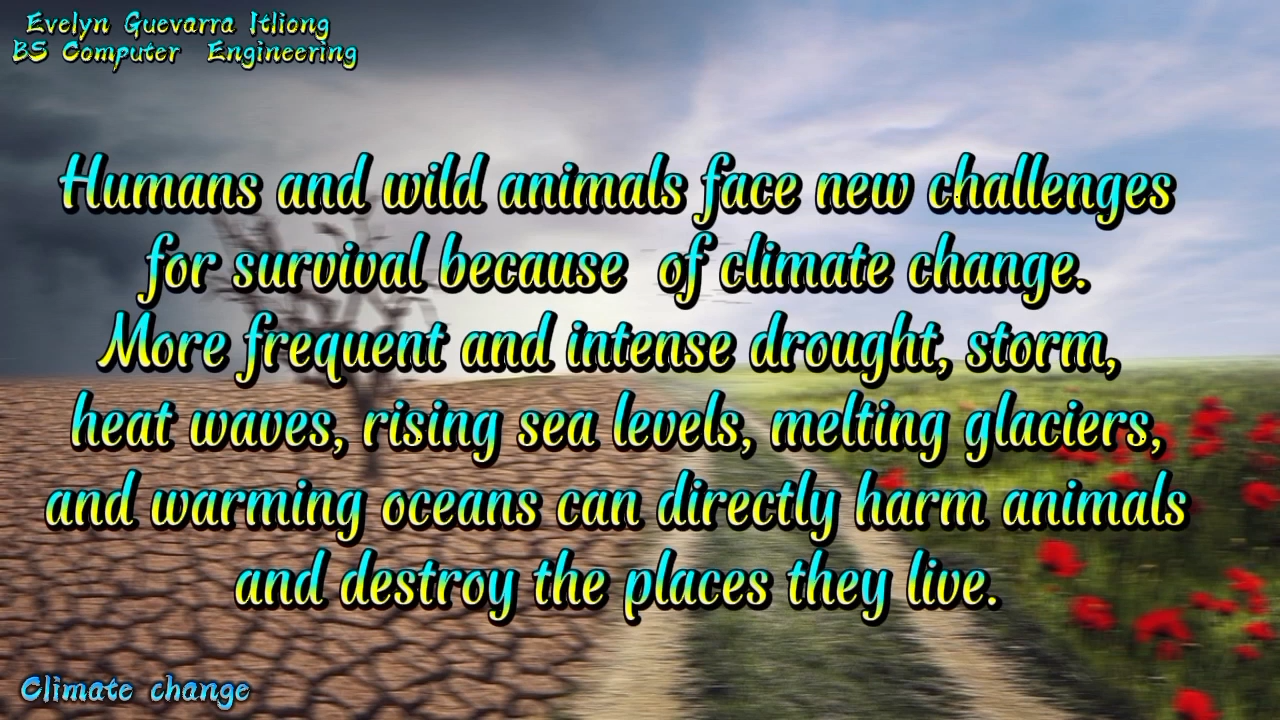 Evelyn Guevarra Itliong
BS Computer Engineering
Humans and wild animals face new challenges
for survival because of climate change.
More frequent and intense drought, storm,
heat waves, rising sea levels, melting glaciers,
and warming oceans can directly harm animals
and destroy the places they live.
Climate change